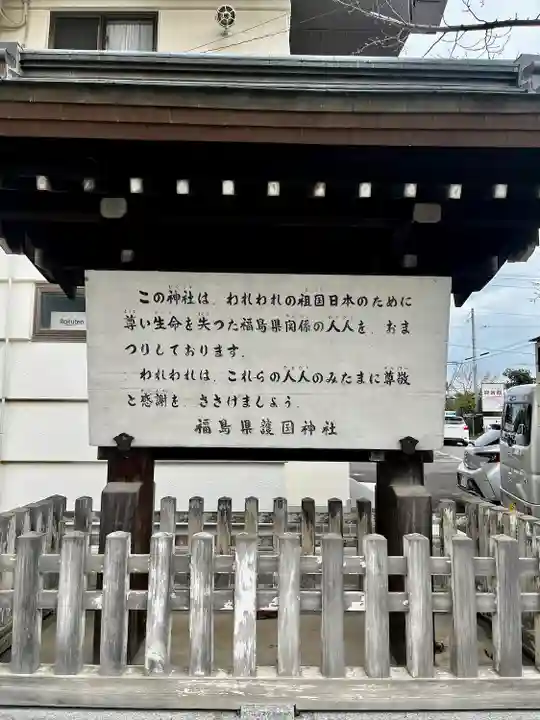 この神社は、われわれの祖国日本のために
尊い生命を失つた福島県関係の人人を、おま
つりしております。
われわれは、これらの人人のみたまに尊敬
と感謝を、ささげましょう。
福島県護国神社
Rakuten